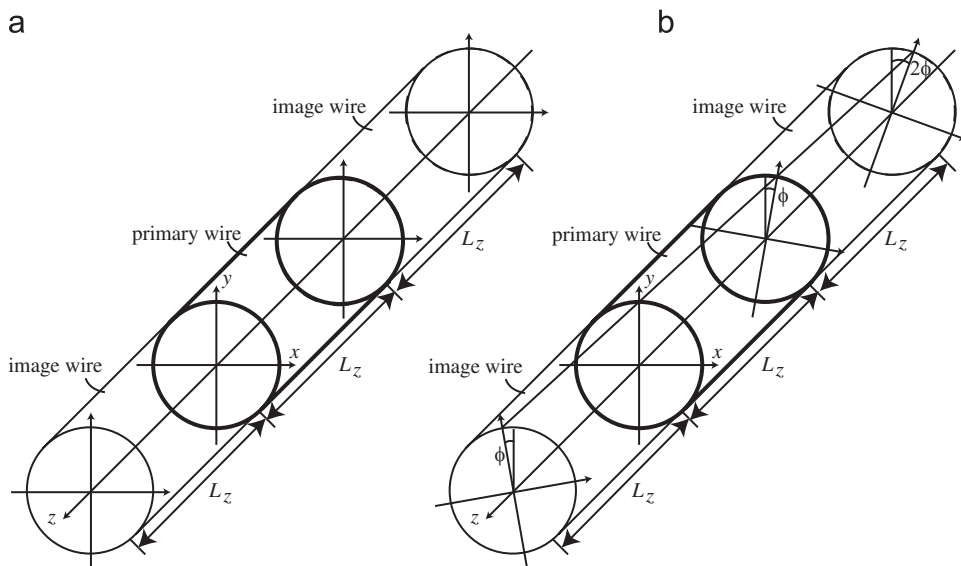 a
image wire
primary wire
y
x
image wire
z
L_z
L_z
L_z
b
2ϕ
image wire
ϕ
primary wire
y
x
image wire
ϕ
z
L_z
L_z
L_z